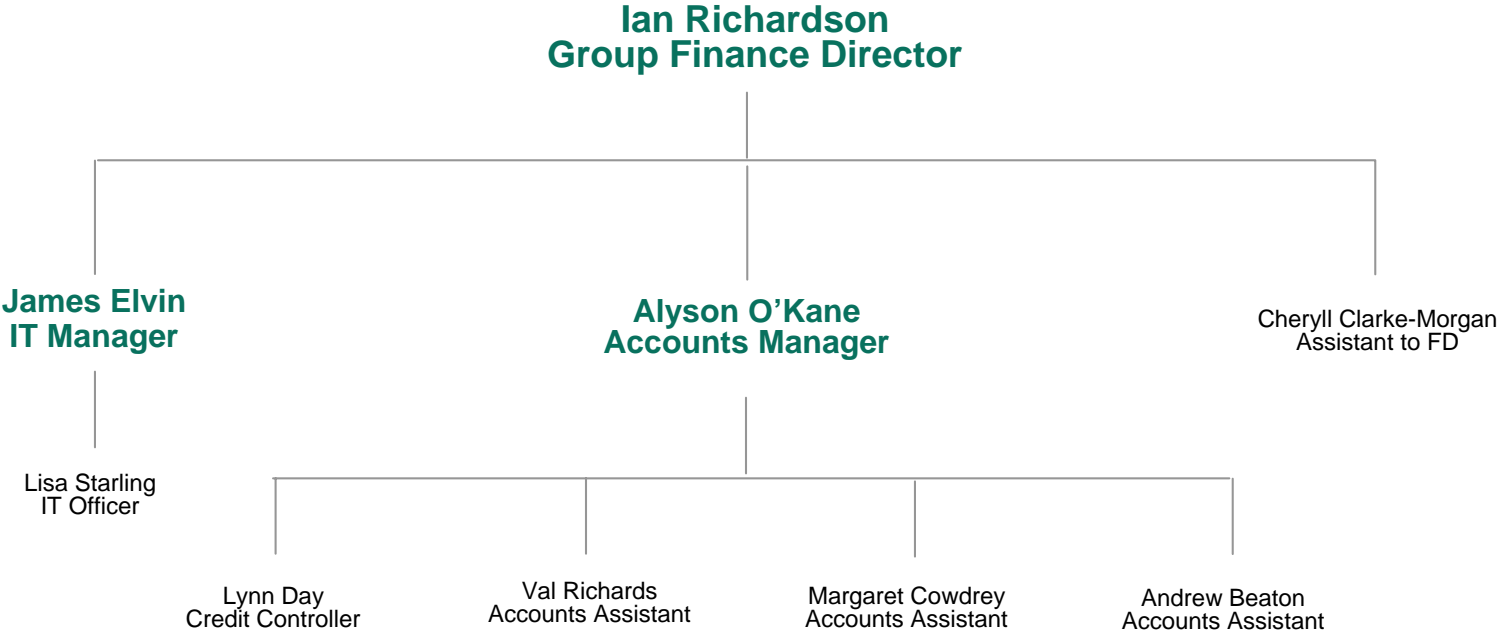 Ian Richardson
Group Finance Director
James Elvin
IT Manager
Alyson O’Kane
Accounts Manager
Cheryll Clarke-Morgan
Assistant to FD
Lisa Starling
IT Officer
Lynn Day
Credit Controller
Val Richards
Accounts Assistant
Margaret Cowdrey
Accounts Assistant
Andrew Beaton
Accounts Assistant